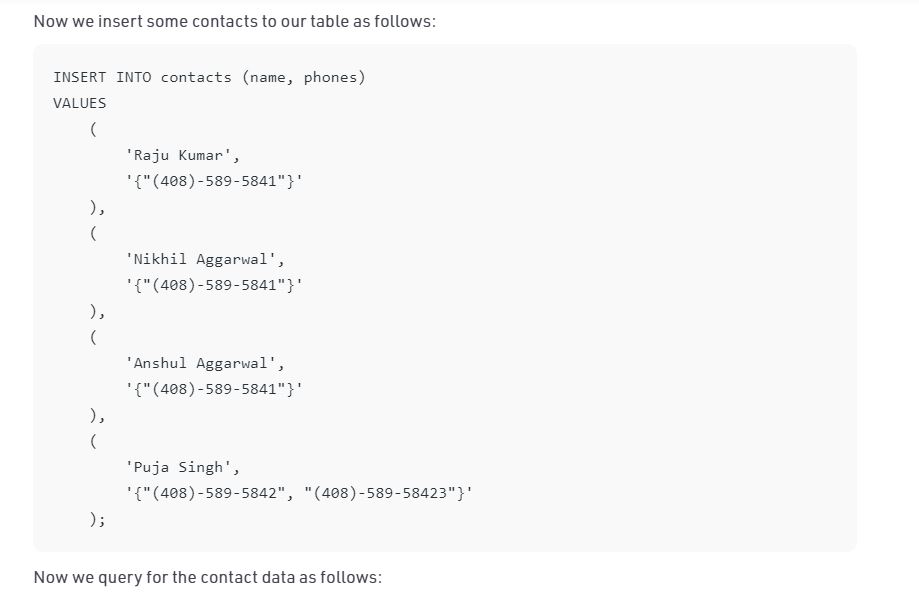 Now we insert some contacts to our table as follows:
INSERT INTO contacts (name, phones)
VALUES
(
'Raju Kumar',
'{"(408)-589-5841"}'
),
(
'Nikhil Aggarwal',
'{"(408)-589-5841"}'
),
(
'Anshul Aggarwal',
'{"(408)-589-5841"}'
),
(
'Puja Singh',
'{"(408)-589-5842", "(408)-589-58423"}'
);
Now we query for the contact data as follows: